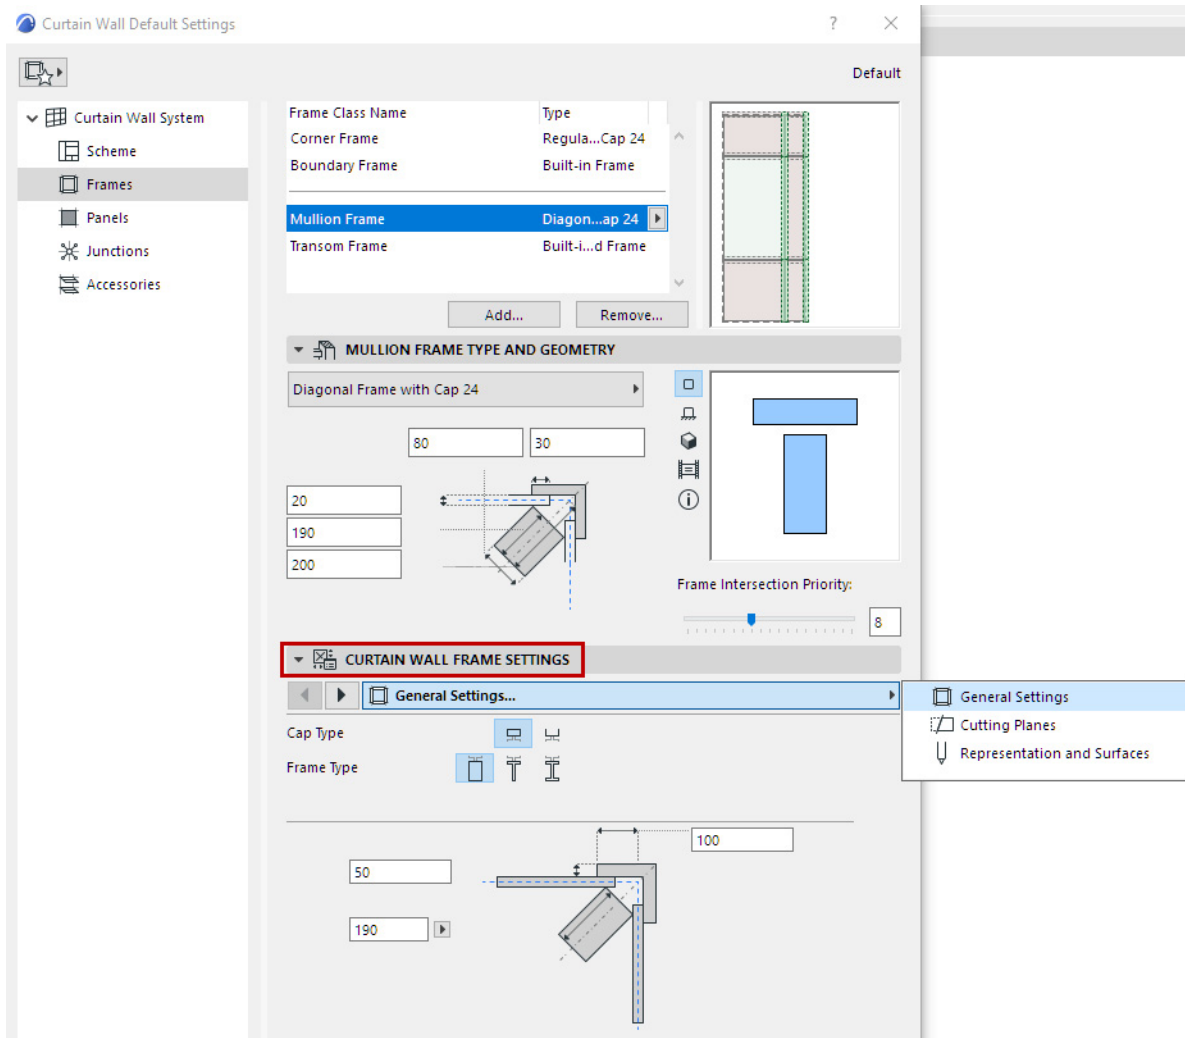 Curtain Wall Default Settings ?
Default
Curtain Wall System
Scheme
Frames
Panels
Junctions
Accessories
Frame Class Name Type
Corner Frame Regula...Cap 24
Boundary Frame Built-in Frame
Mullion Frame Diagon...ap 24
Transom Frame Built-i...d Frame
Add... Remove...
MULLION FRAME TYPE AND GEOMETRY
Diagonal Frame with Cap 24
80 30
20
190
200
Frame Intersection Priority:
8
CURTAIN WALL FRAME SETTINGS
General Settings...
General Settings
Cutting Planes
Representation and Surfaces
Cap Type
Frame Type
100
50
190